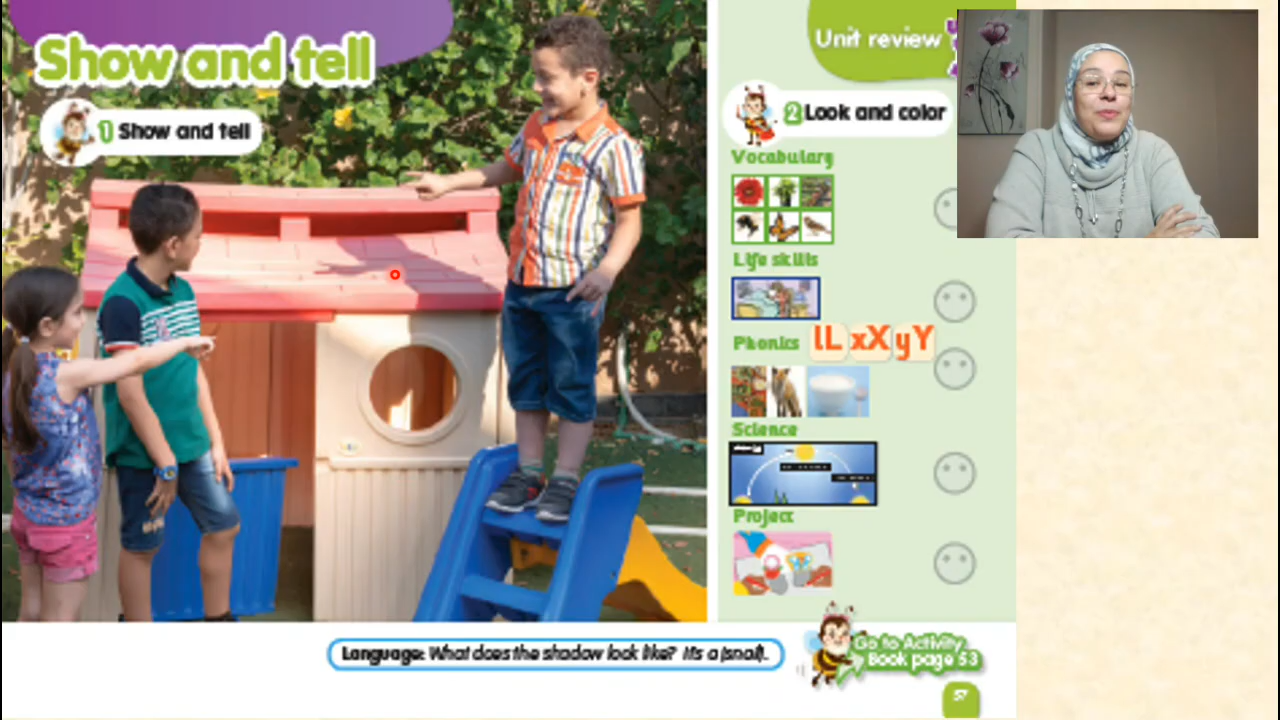 Show and tell
1 Show and tell
Unit review
2 Look and color
Vocabulary
Life skills
Phonics lL xX yY
Science
Project
Language: What does the shadow look like? It's a (snail).
Go to Activity
Book page 53
57